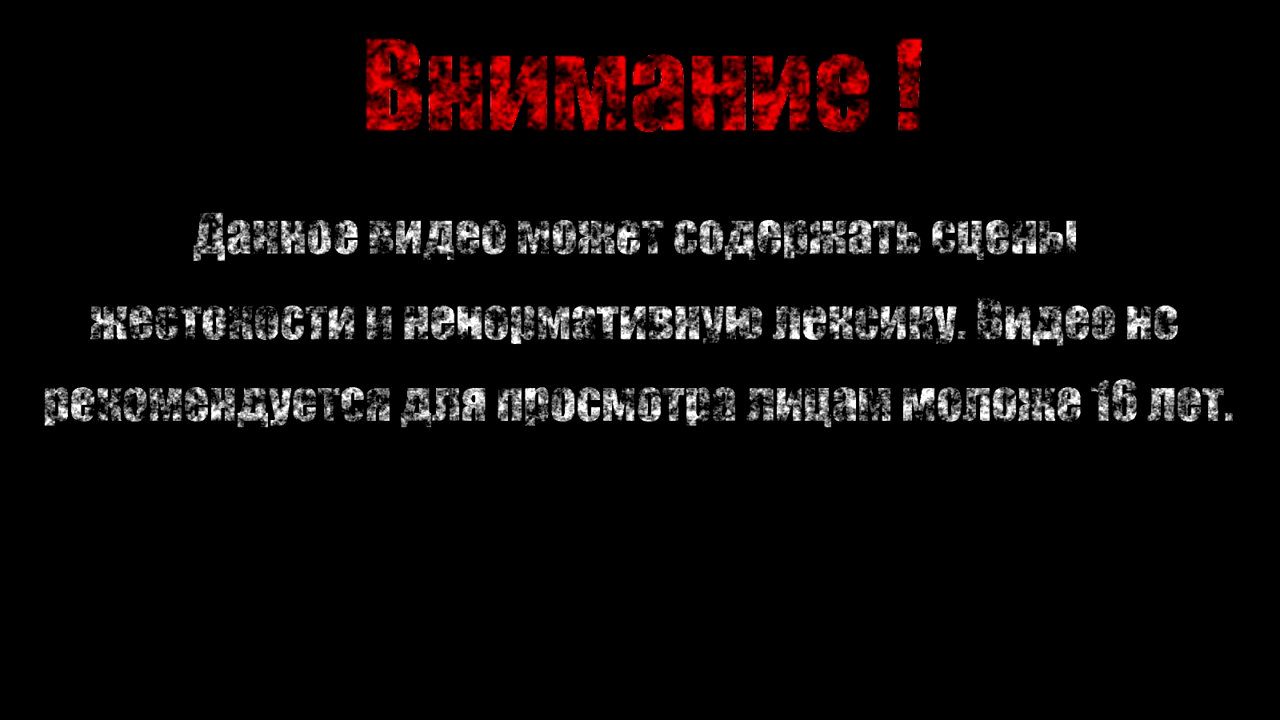 Внимание !
Данное видео может содержать сцены
жестокости и ненормативную лексику. Видео не
рекомендуется для просмотра лицам моложе 16 лет.